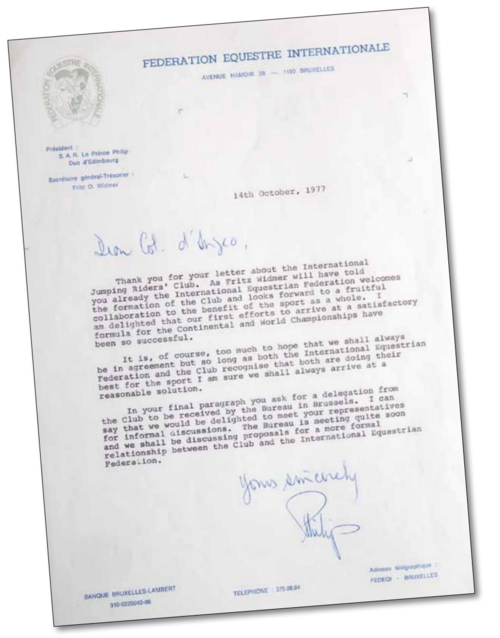 FEDERATION EQUESTRE INTERNATIONALE
FEDERATION EQUESTRE INTERNATIONALE
AVENUE HAMOIR 38 — 1180 BRUXELLES
Président :
S. A. R. Le Prince Philip
Duc d'Edimbourg
Secrétaire général-Trésorier :
Fritz O. Widmer
14th October, 1977
Dear Col. d'Inzeo,
Thank you for your letter about the International
Jumping Riders' Club. As Fritz Widmer will have told
you already the International Equestrian Federation welcomes
the formation of the Club and looks forward to a fruitful
collaboration to the benefit of the sport as a whole. I
am delighted that our first efforts to arrive at a satisfactory
formula for the Continental and World Championships have
been so successful.
It is, of course, too much to hope that we shall always
be in agreement but so long as both the International Equestrian
Federation and the Club recognise that both are doing their
best for the sport I am sure we shall always arrive at a
reasonable solution.
In your final paragraph you ask for a delegation from
the Club to be received by the Bureau in Brussels. I can
say that we would be delighted to meet your representatives
for informal discussions. The Bureau is meeting quite soon
and we shall be discussing proposals for a more formal
relationship between the Club and the International Equestrian
Federation.
Yours sincerely
Philip
BANQUE BRUXELLES-LAMBERT
TELEPHONE :
Adresse télégraphique :
FEDEQI - BRUXELLES